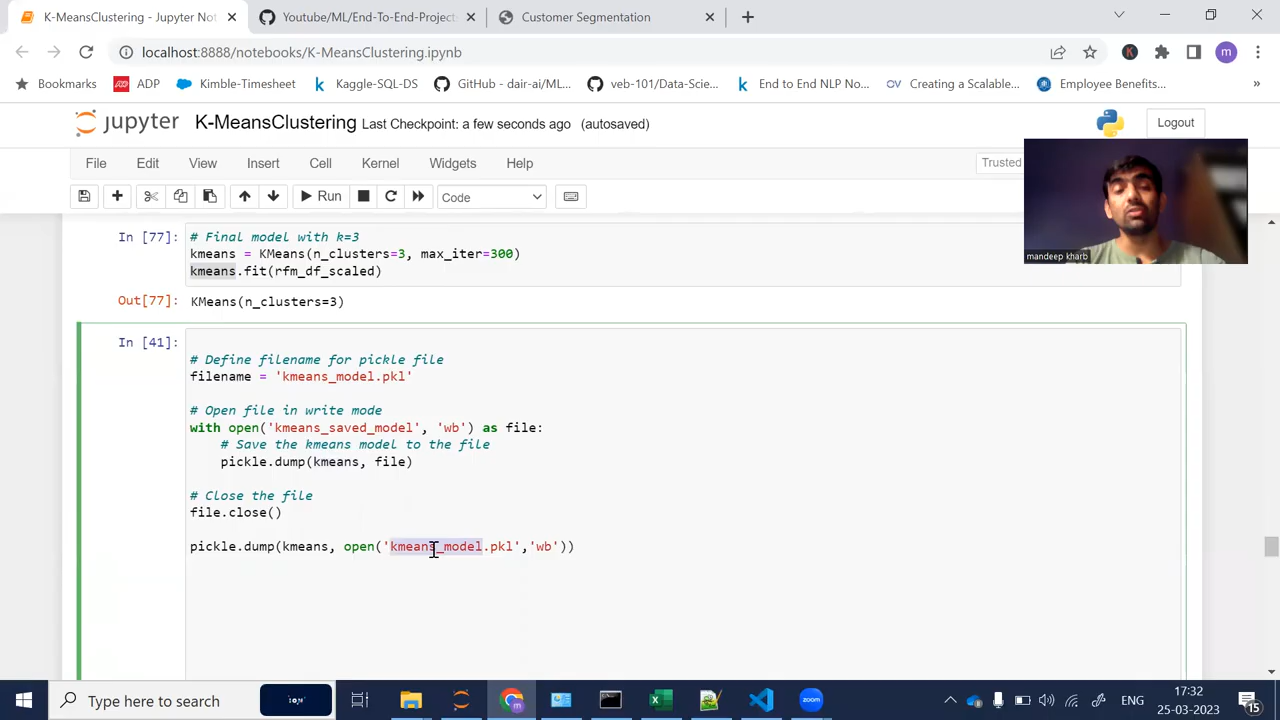 K-MeansClustering - Jupyter Not
Youtube/ML/End-To-End-Projects
Customer Segmentation
localhost:8888/notebooks/K-MeansClustering.ipynb
K
m
Bookmarks
ADP
Kimble-Timesheet
Kaggle-SQL-DS
GitHub - dair-ai/ML...
veb-101/Data-Scie...
End to End NLP No...
Creating a Scalable...
Employee Benefits...
»
jupyter K-MeansClustering Last Checkpoint: a few seconds ago (autosaved)
Logout
File Edit View Insert Cell Kernel Widgets Help
Trusted
Run
Code
mandeep kharb
In [77]: # Final model with k=3
kmeans = KMeans(n_clusters=3, max_iter=300)
kmeans.fit(rfm_df_scaled)
Out[77]: KMeans(n_clusters=3)
In [41]:
# Define filename for pickle file
filename = 'kmeans_model.pkl'
# Open file in write mode
with open('kmeans_saved_model', 'wb') as file:
# Save the kmeans model to the file
pickle.dump(kmeans, file)
# Close the file
file.close()
pickle.dump(kmeans, open('kmeans_model.pkl','wb'))
Type here to search
ENG
17:32
25-03-2023
15